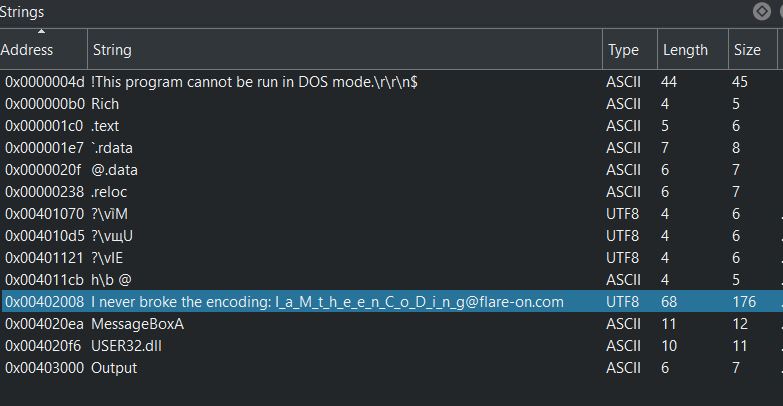 Strings
Address String Type Length Size
0x0000004d !This program cannot be run in DOS mode.\r\r\n$ ASCII 44 45
0x000000b0 Rich ASCII 4 5
0x000001c0 .text ASCII 5 6
0x000001e7 `.rdata ASCII 7 8
0x0000020f @.data ASCII 6 7
0x00000238 .reloc ASCII 6 7
0x00401070 ?\vìM UTF8 4 6
0x004010d5 ?\vщU UTF8 4 6
0x00401121 ?\vIE UTF8 4 6
0x004011cb h\b @ ASCII 4 5
0x00402008 I never broke the encoding: I_a_M_t_h_e_e_n_C_o_D_i_n_g@flare-on.com UTF8 68 176
0x004020ea MessageBoxA ASCII 11 12
0x004020f6 USER32.dll ASCII 10 11
0x00403000 Output ASCII 6 7